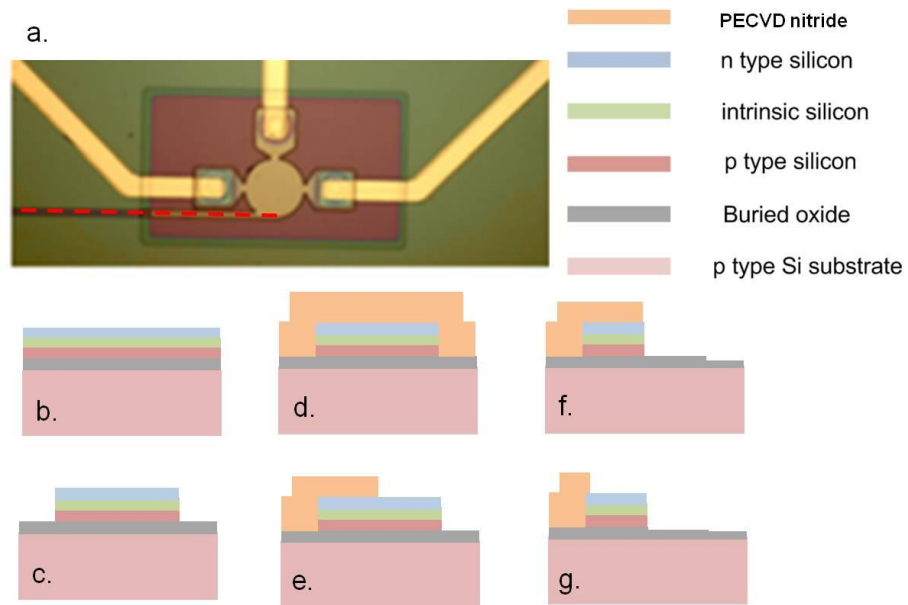 a.
PECVD nitride
n type silicon
intrinsic silicon
p type silicon
Buried oxide
p type Si substrate
b.
d.
f.
c.
e.
g.